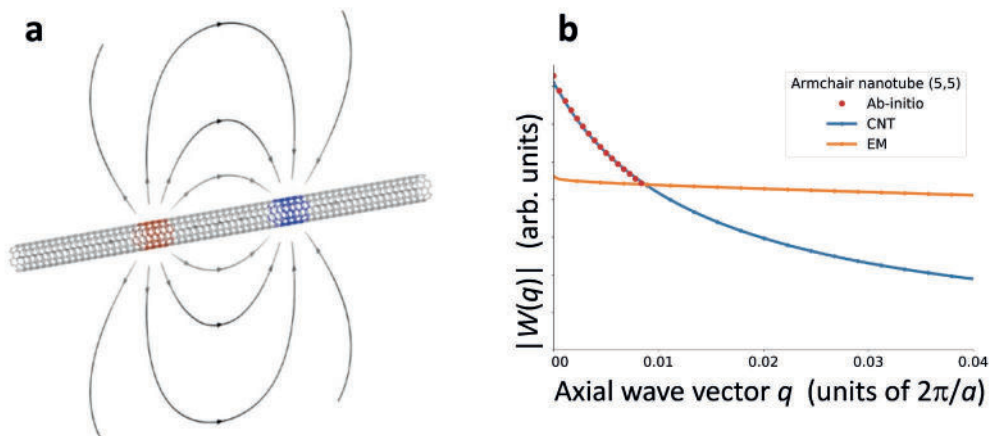 a
b
Armchair nanotube (5,5)
Ab-initio
CNT
EM
|W(q)| (arb. units)
00
0.01
0.02
0.03
0.04
Axial wave vector q (units of 2π/a)